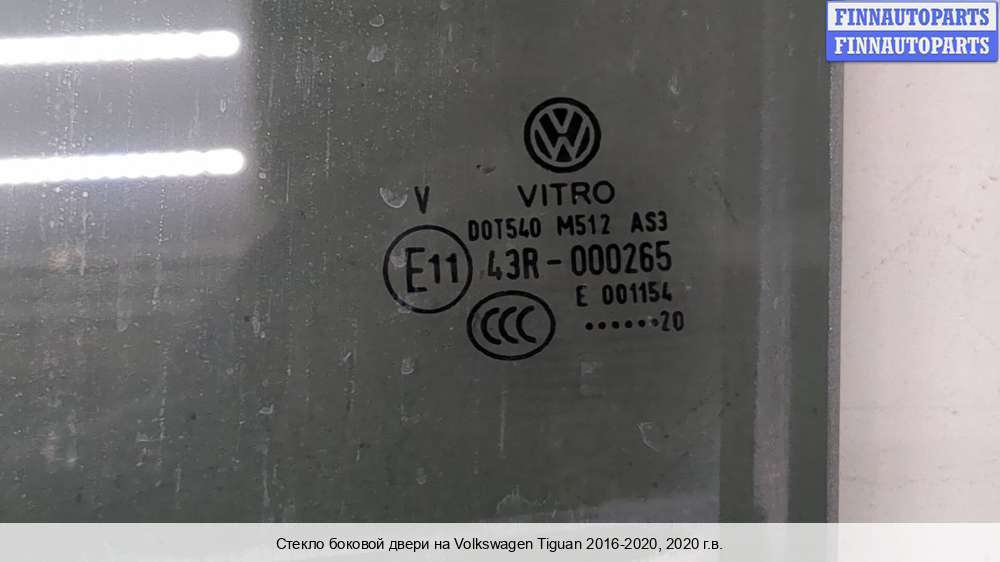 FINNAUTOPARTS
FINNAUTOPARTS
VITRO
V
DOT540 M512 AS3
E11 43R-000265
E 001154
CCC
••••••20
Стекло боковой двери на Volkswagen Tiguan 2016-2020, 2020 г.в.